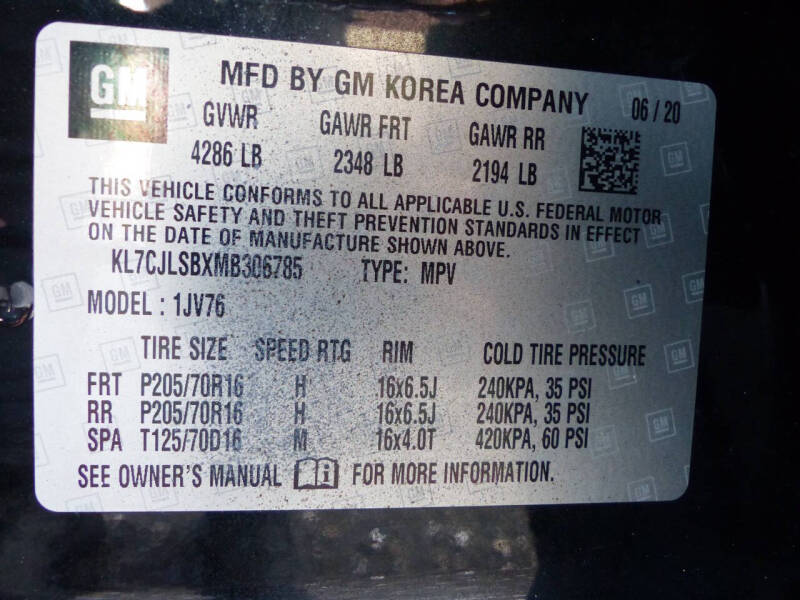 GM
MFD BY GM KOREA COMPANY 06 / 20
GVWR GAWR FRT GAWR RR
4286 LB 2348 LB 2194 LB
THIS VEHICLE CONFORMS TO ALL APPLICABLE U.S. FEDERAL MOTOR
VEHICLE SAFETY AND THEFT PREVENTION STANDARDS IN EFFECT
ON THE DATE OF MANUFACTURE SHOWN ABOVE.
KL7CJLSBXMB306785 TYPE: MPV
MODEL : 1JV76
TIRE SIZE SPEED RTG RIM COLD TIRE PRESSURE
FRT P205/70R16 H 16x6.5J 240KPA, 35 PSI
RR P205/70R16 H 16x6.5J 240KPA, 35 PSI
SPA T125/70D16 M 16x4.0T 420KPA, 60 PSI
SEE OWNER'S MANUAL FOR MORE INFORMATION.